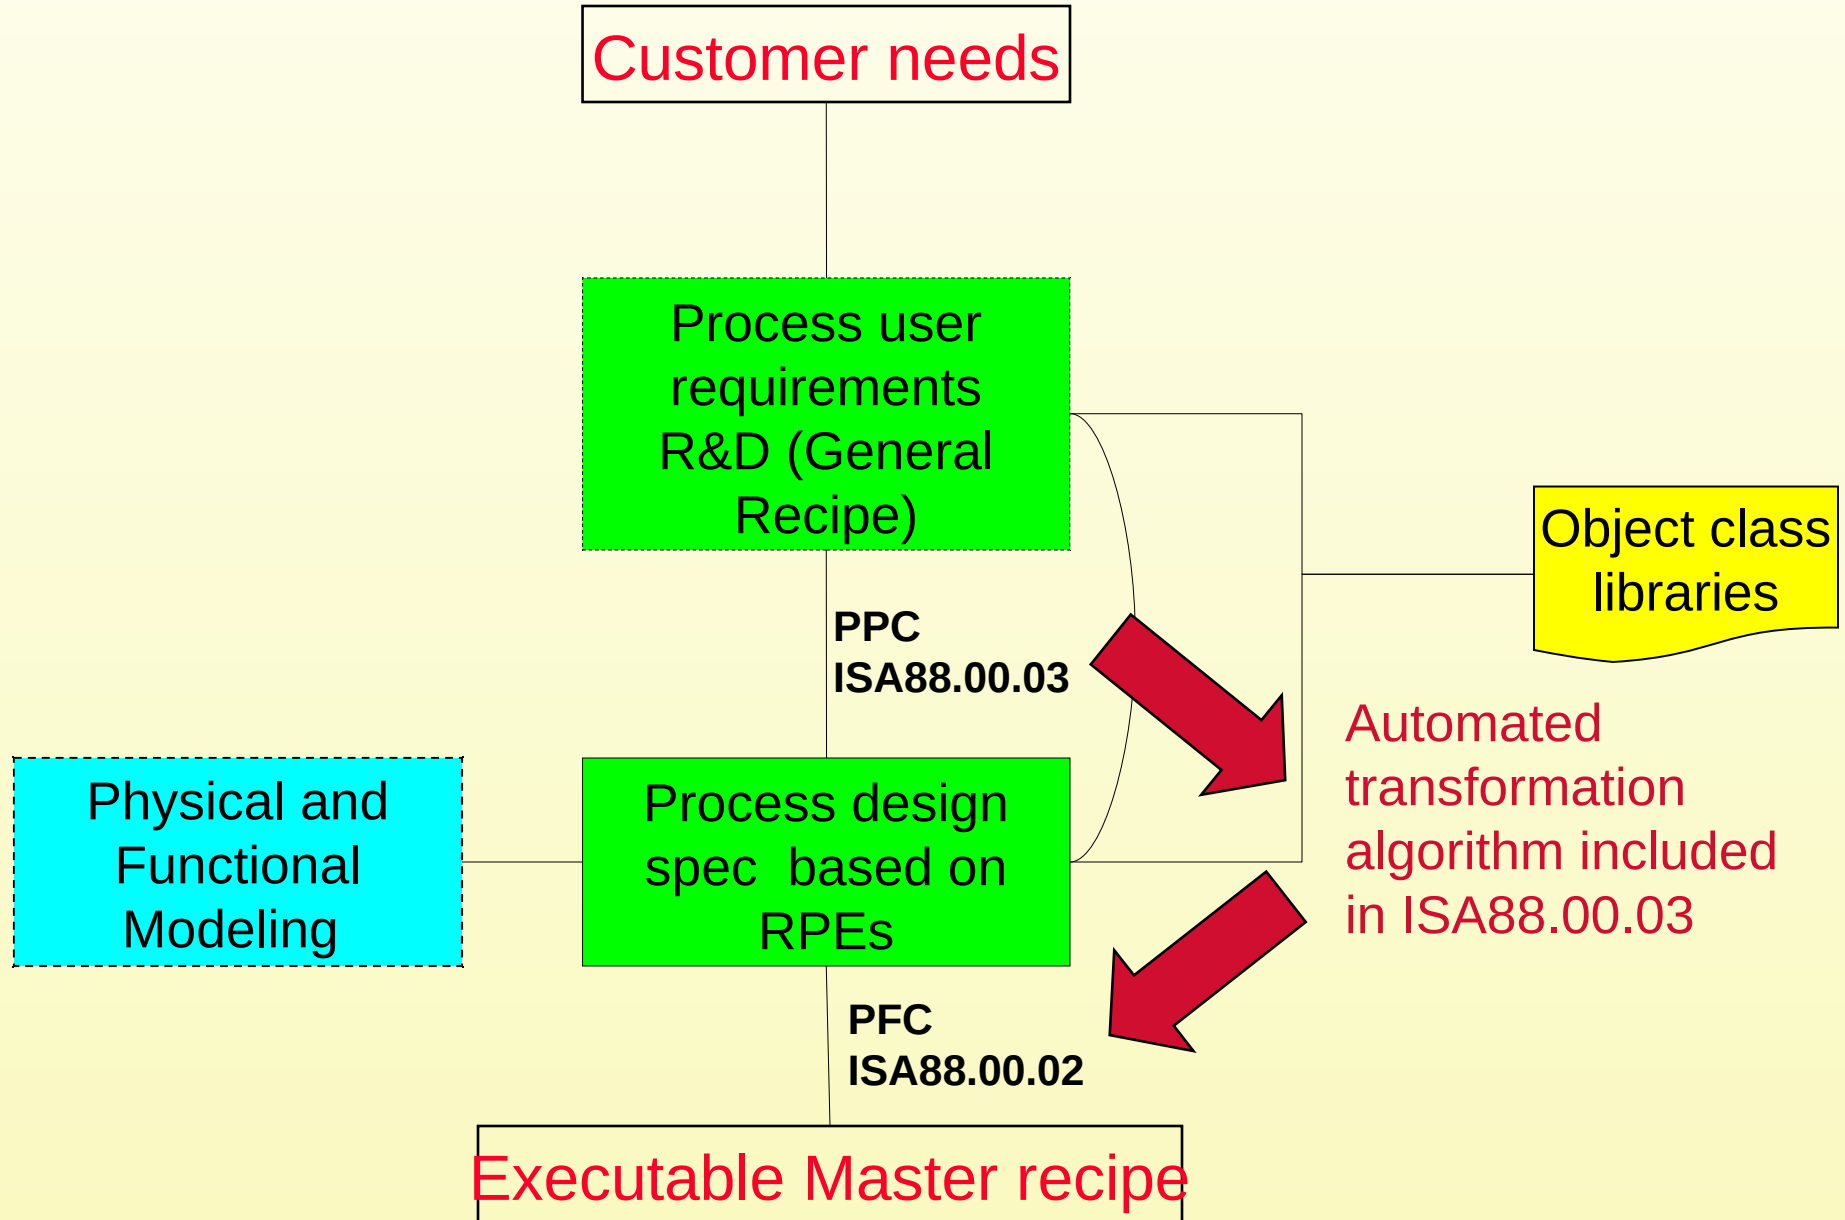 Customer needs
Process user
requirements
R&D (General
Recipe)
Object class
libraries
PPC
ISA88.00.03
Automated
transformation
algorithm included
in ISA88.00.03
Physical and
Functional
Modeling
Process design
spec  based on
RPEs
PFC
ISA88.00.02
Executable Master recipe